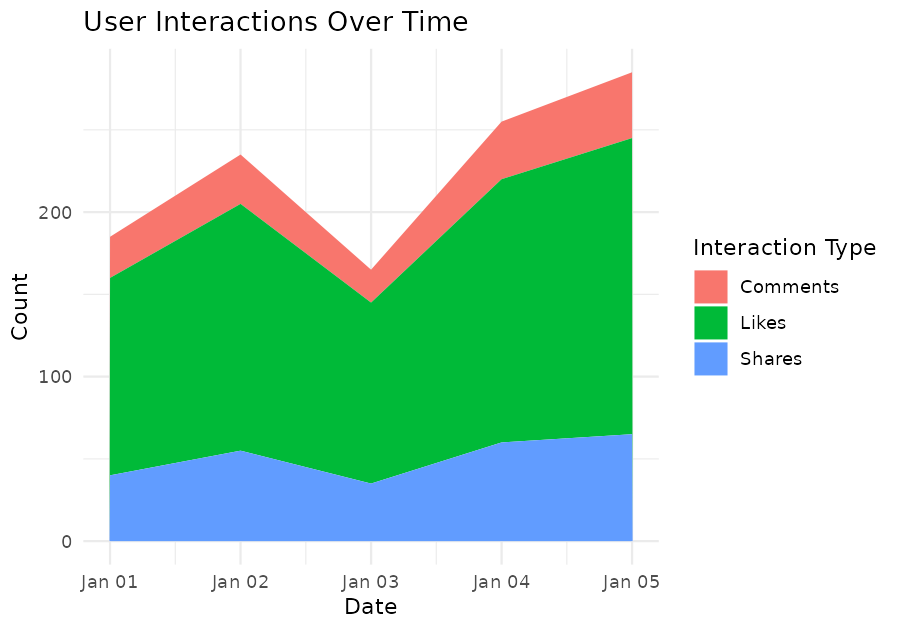 User Interactions Over Time
Count
200
100
0
Jan 01 Jan 02 Jan 03 Jan 04 Jan 05
Date
Interaction Type
Comments
Likes
Shares